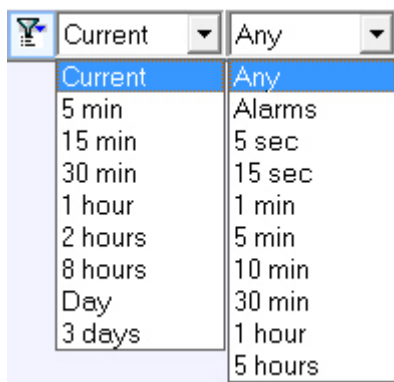 Current Any
Current Any
5 min Alarms
15 min 5 sec
30 min 15 sec
1 hour 1 min
2 hours 5 min
8 hours 10 min
Day 30 min
3 days 1 hour
5 hours